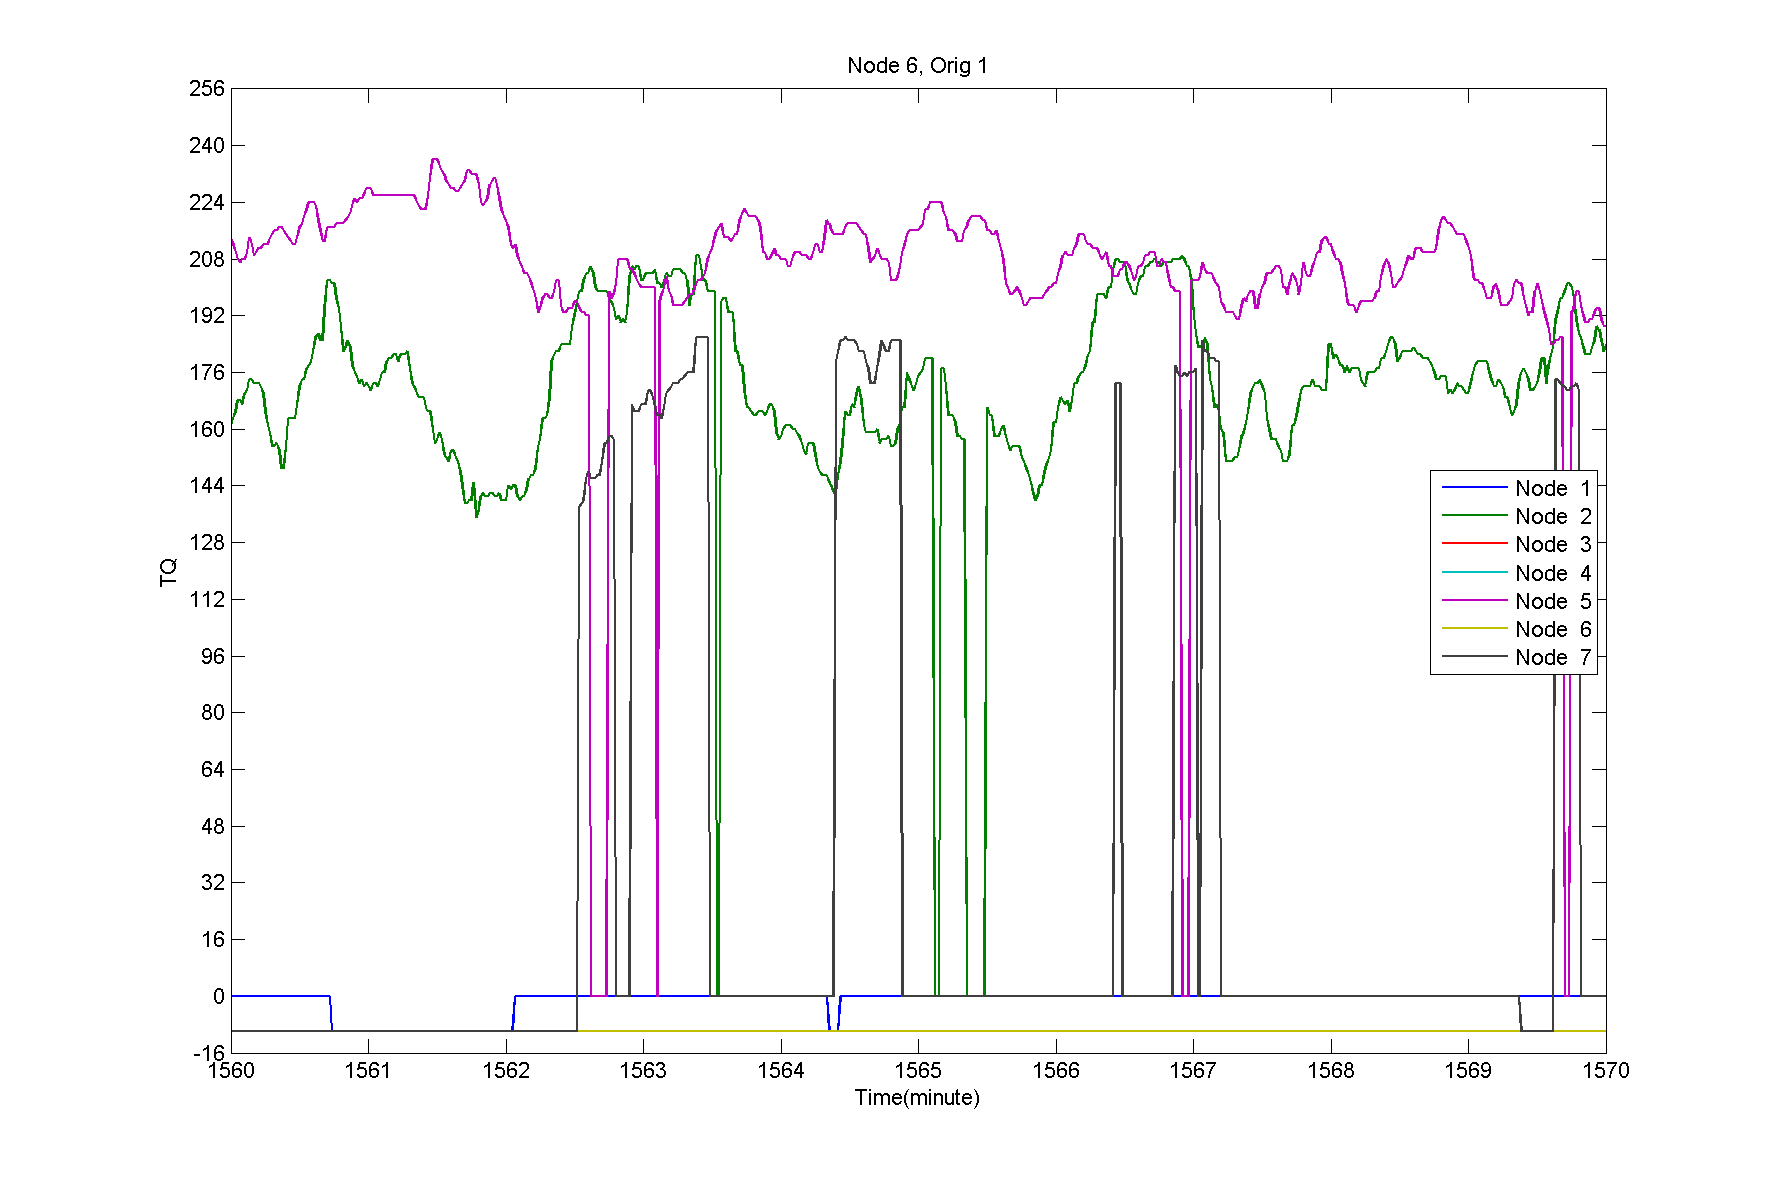 Node 6, Orig 1
256
240
224
208
192
176
160
144
128
112
96
80
64
48
32
16
0
-16
TQ
1560 1561 1562 1563 1564 1565 1566 1567 1568 1569 1570
Time(minute)
Node 1
Node 2
Node 3
Node 4
Node 5
Node 6
Node 7